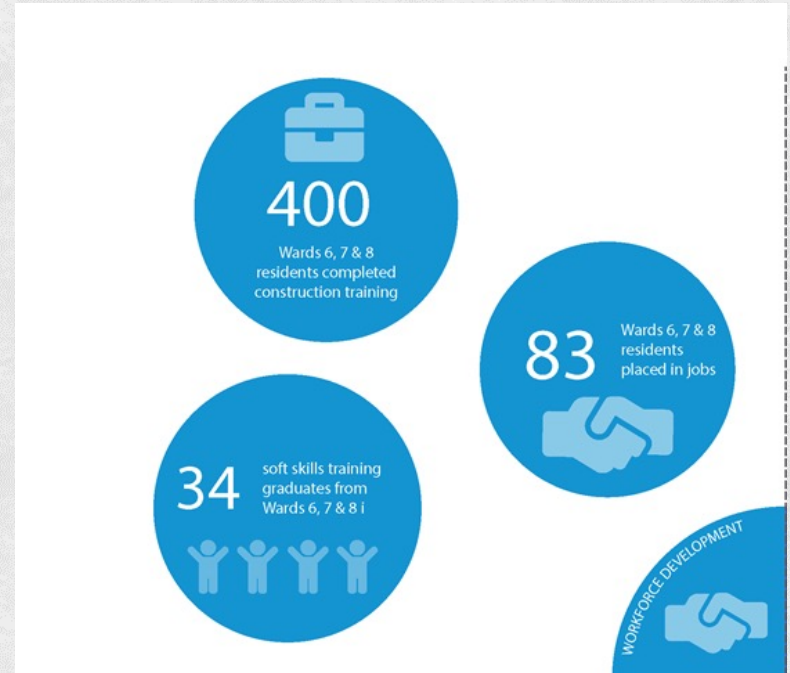 400
Wards 6, 7 & 8
residents completed
construction training
83
Wards 6, 7 & 8
residents
placed in jobs
34
soft skills training
graduates from
Wards 6, 7 & 8 i
WORKFORCE DEVELOPMENT